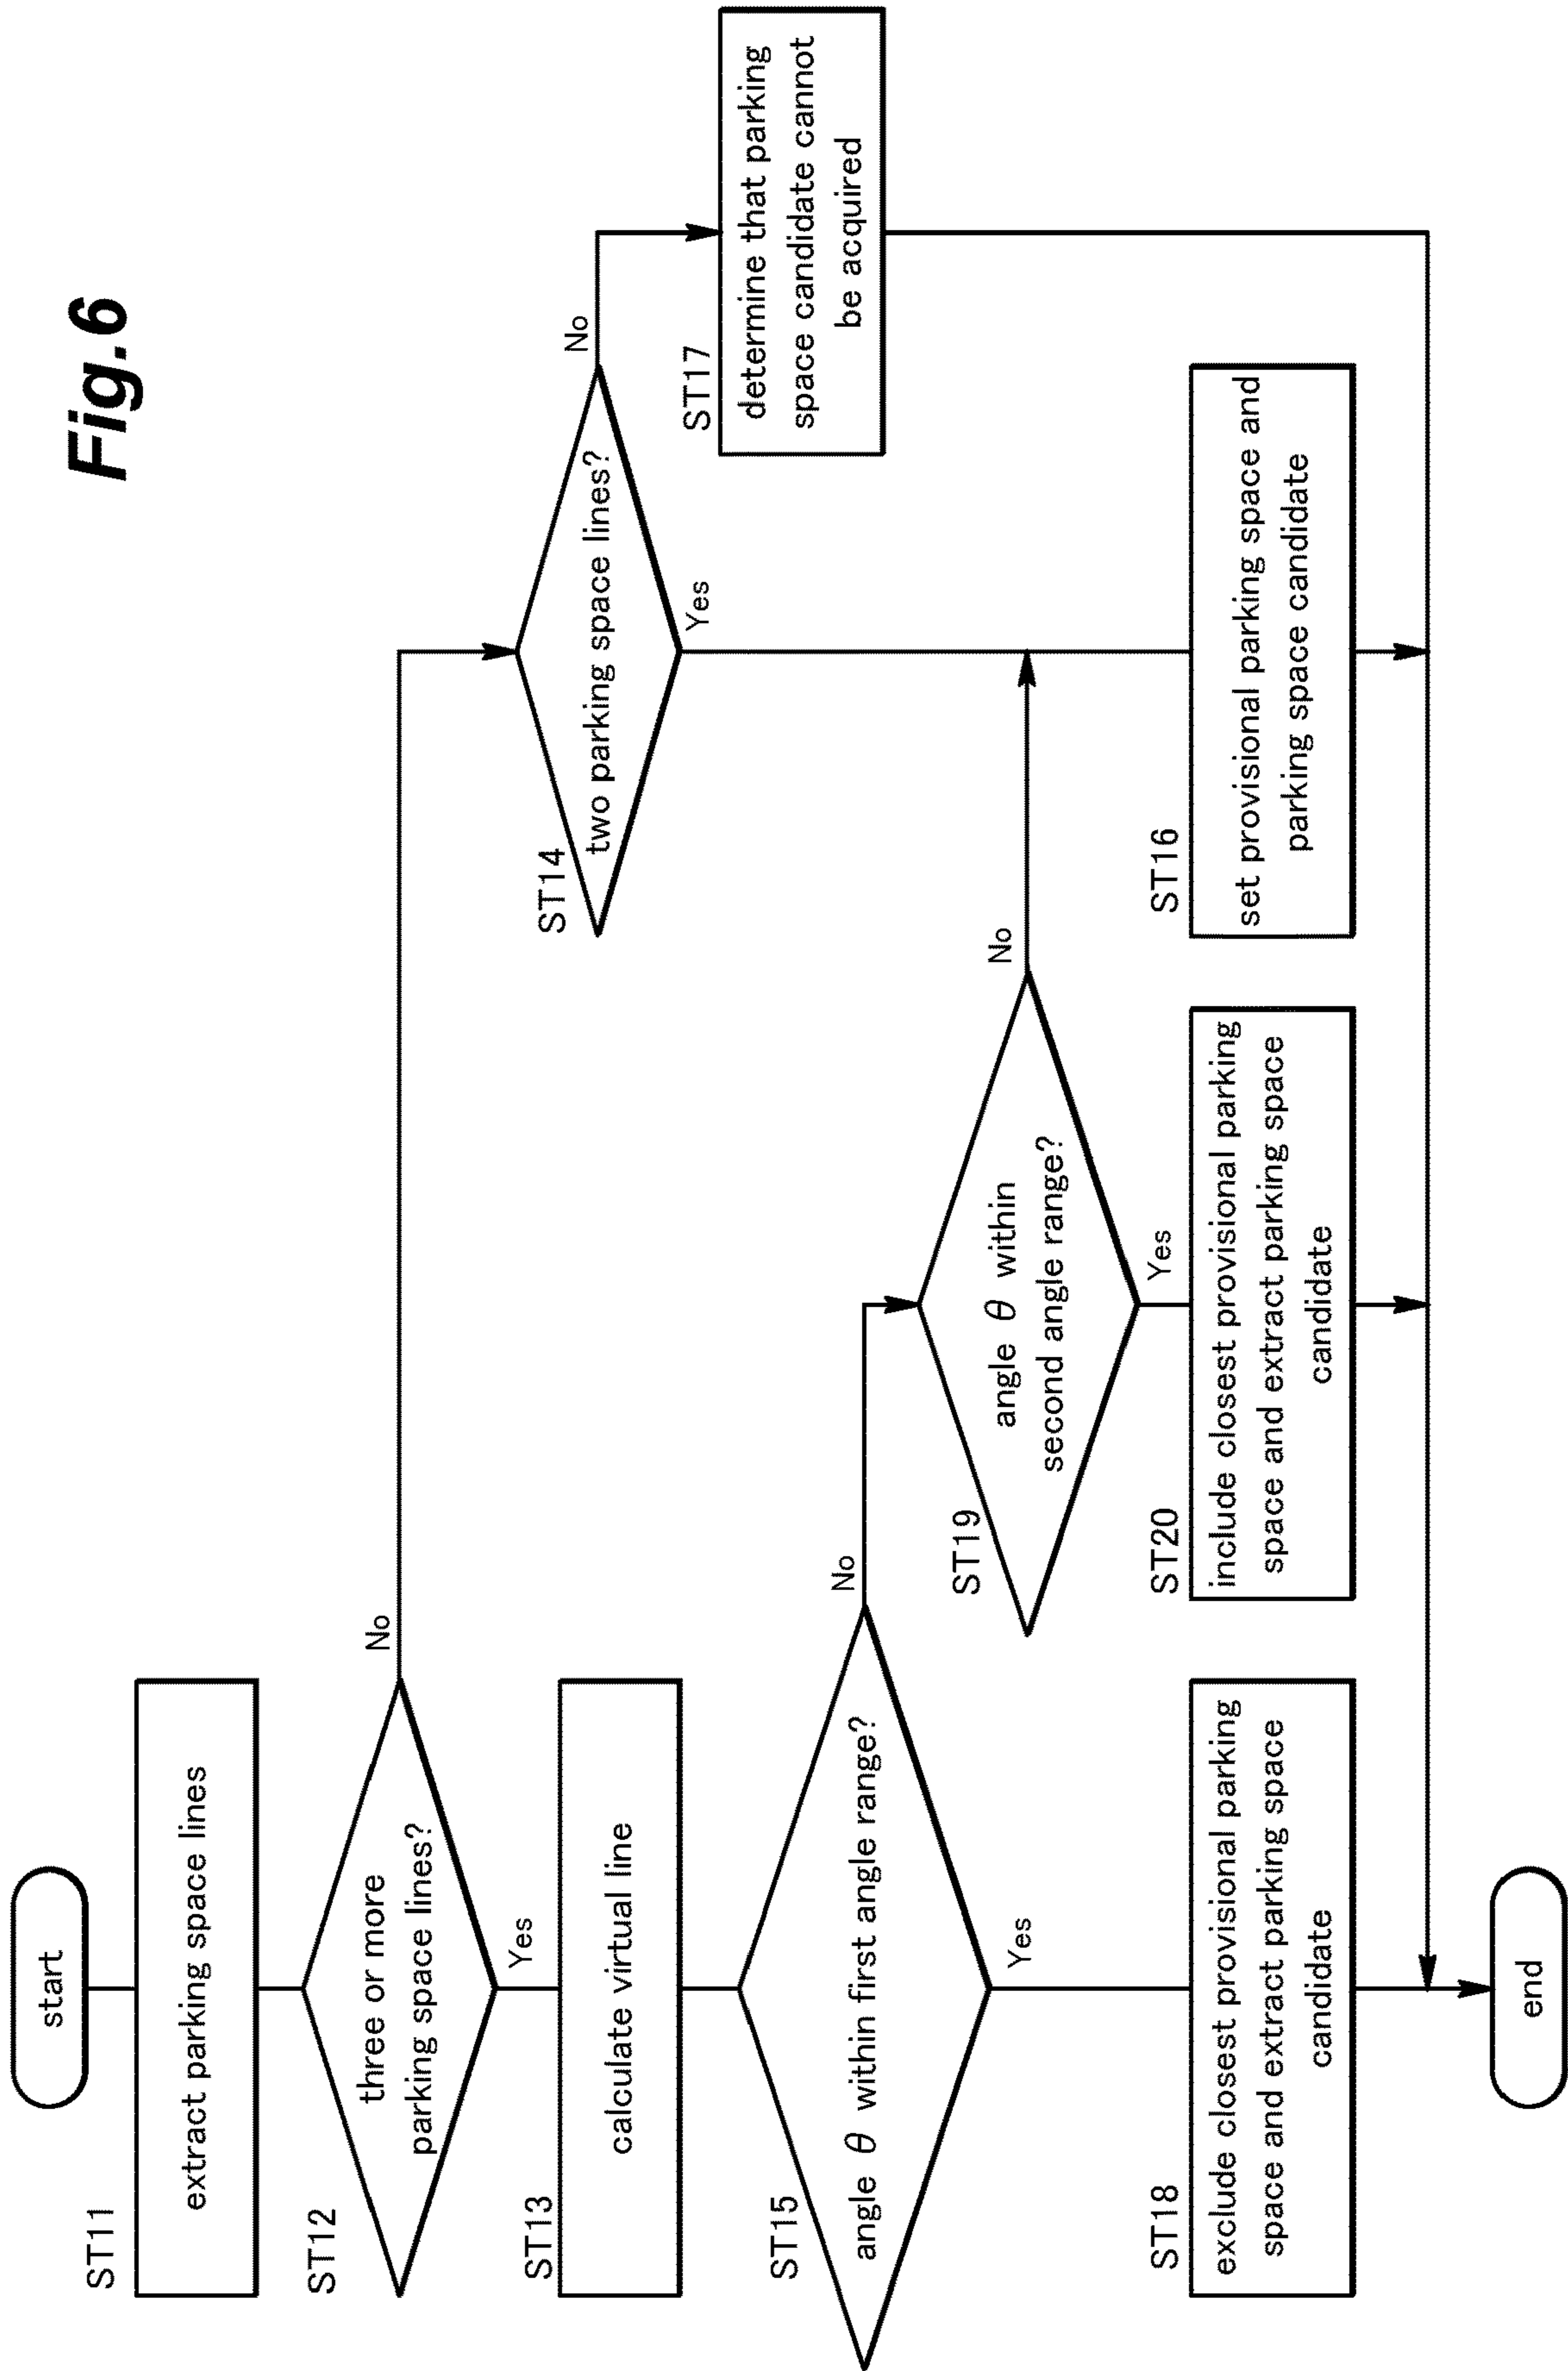 Fig.6
start
ST11
extract parking space lines
ST12
three or more
parking space lines?
No
Yes
ST13
calculate virtual line
ST14
two parking space lines?
No
Yes
ST17
determine that parking
space candidate cannot
be acquired
ST15
angle θ within first angle range?
No
Yes
ST19
angle θ within
second angle range?
No
Yes
ST18
exclude closest provisional parking
space and extract parking space
candidate
ST20
include closest provisional parking
space and extract parking space
candidate
ST16
set provisional parking space and
parking space candidate
end